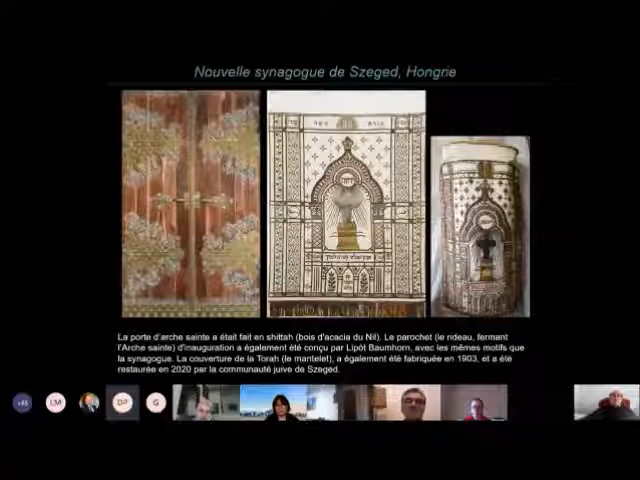 Nouvelle synagogue de Szeged, Hongrie
La porte d'arche sainte a était fait en shittah (bois d'acacia du Nil). Le parochet (le rideau, fermant
l'Arche sainte) d'inauguration a également été conçu par Lipòt Baumhorn, avec les mêmes motifs que
la synagogue. La couverture de la Torah (le mantelet), a également été fabriquée en 1903, et a été
restaurée en 2020 par la communauté juive de Szeged.
LM
DP
G